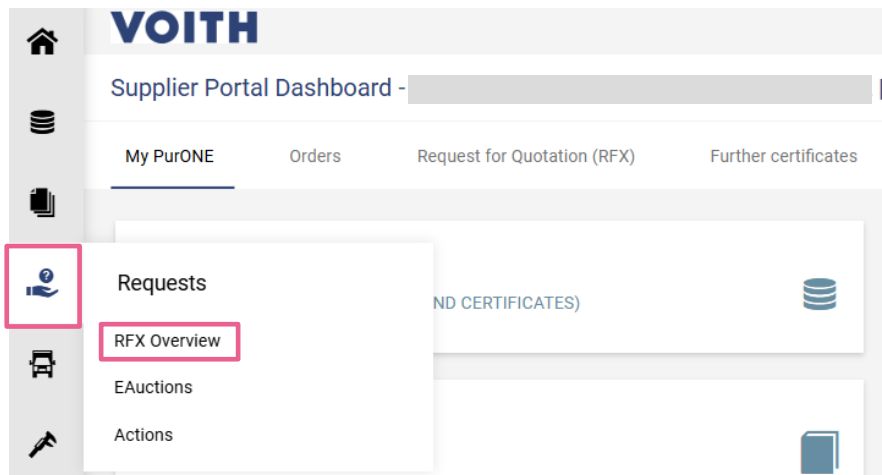 VOITH
Supplier Portal Dashboard -
My PurONE
Orders
Request for Quotation (RFX)
Further certificates
Requests
ND CERTIFICATES)
RFX Overview
EAuctions
Actions